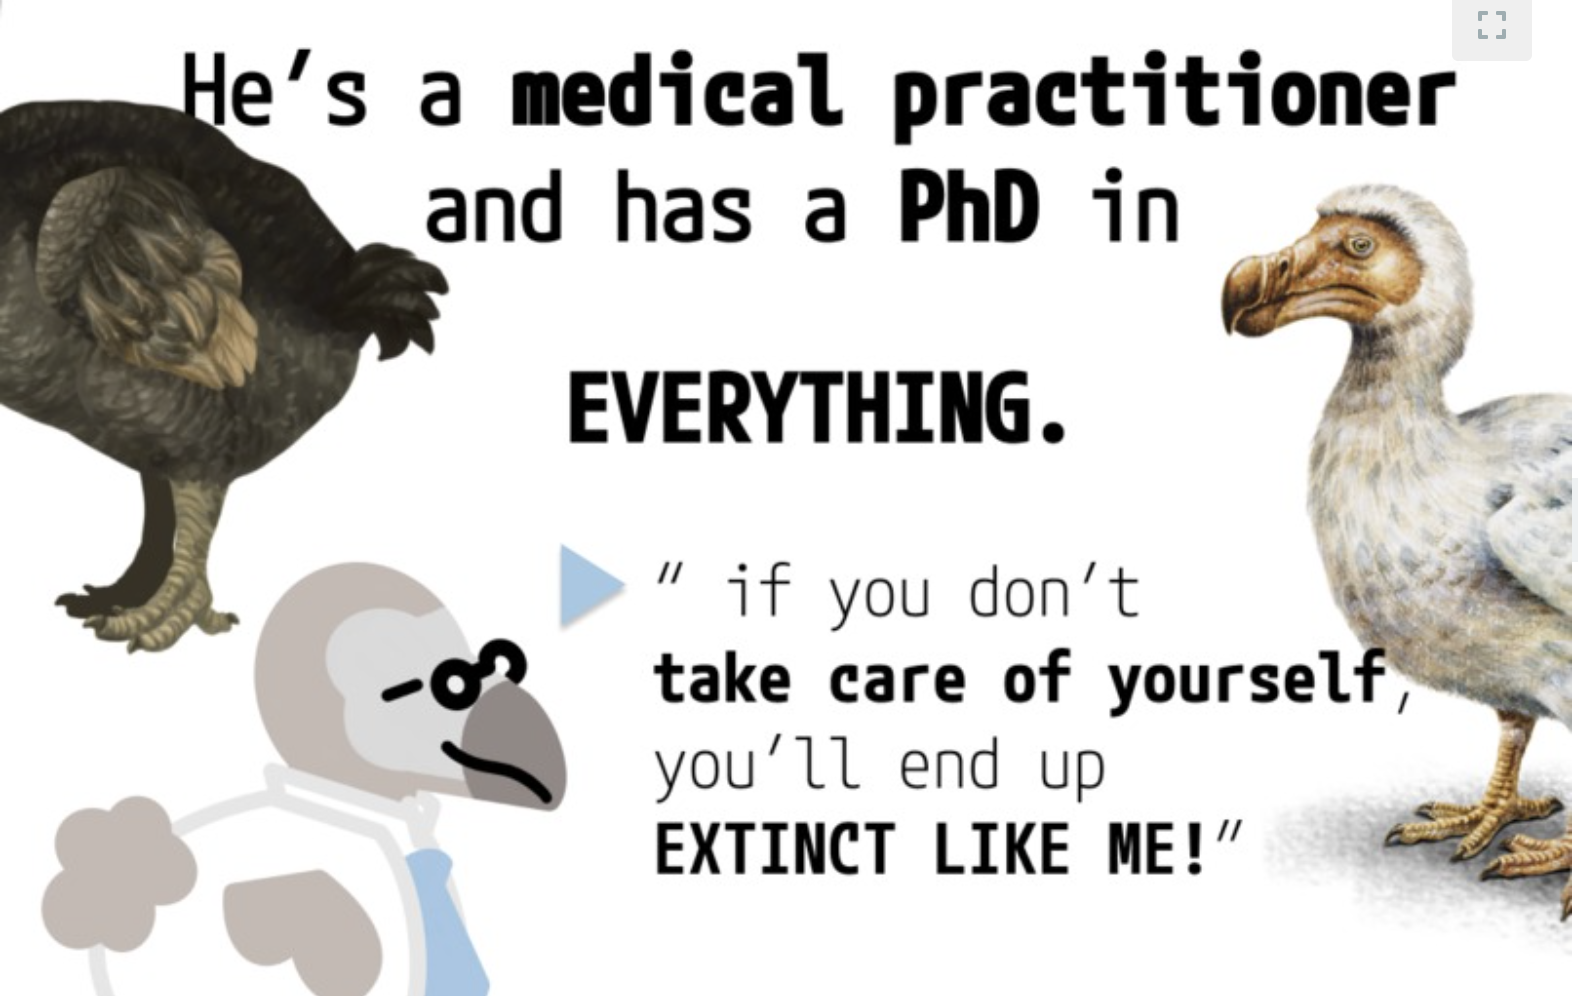 He’s a medical practitioner
and has a PhD in
EVERYTHING.
“ if you don’t
take care of yourself,
you’ll end up
EXTINCT LIKE ME!”